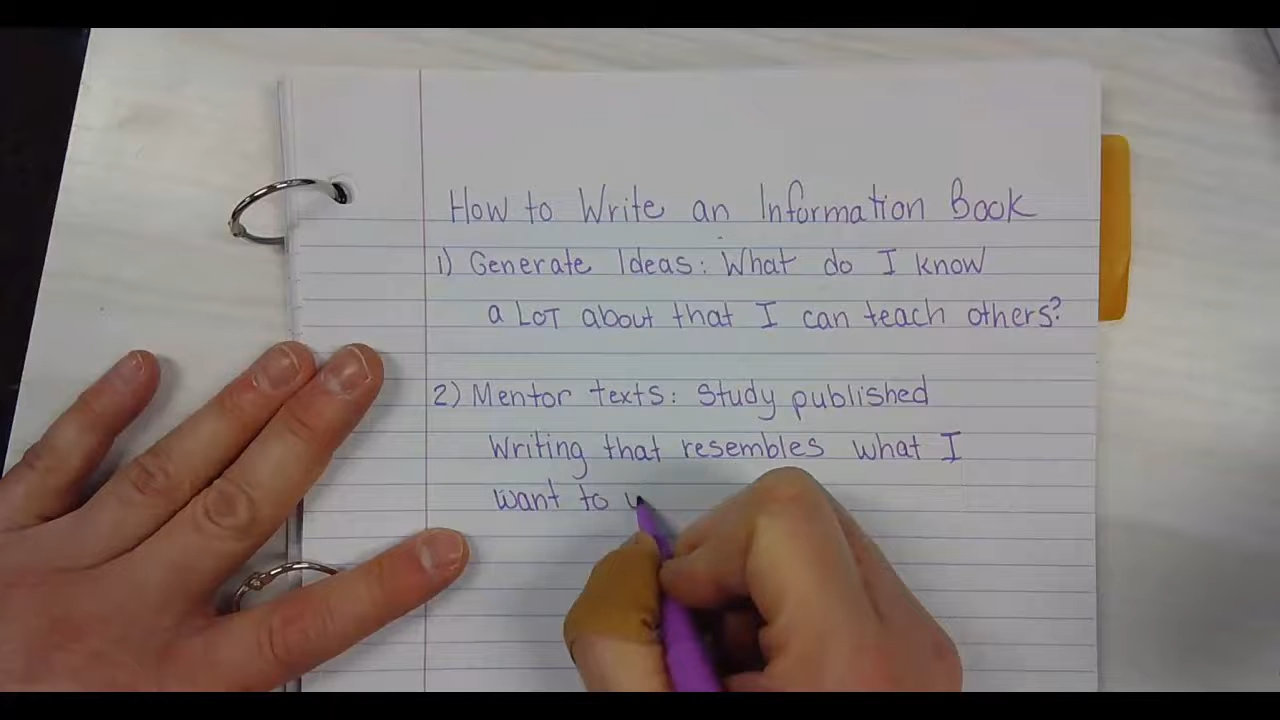 How to Write an Information Book
1) Generate Ideas: What do I know
a LOT about that I can teach others?
2) Mentor texts: Study published
Writing that resembles what I
want to